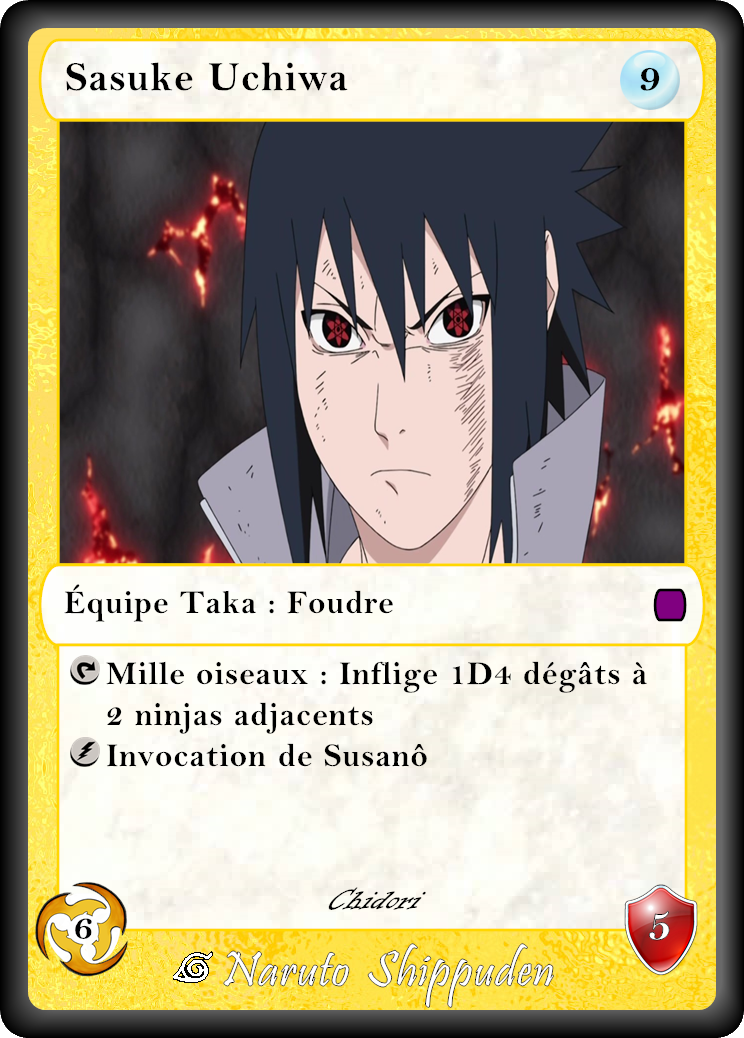 Sasuke Uchiwa
9
Équipe Taka : Foudre
Mille oiseaux : Inflige 1D4 dégâts à
2 ninjas adjacents
Invocation de Susanô
Chidori
6
5
Naruto Shippuden